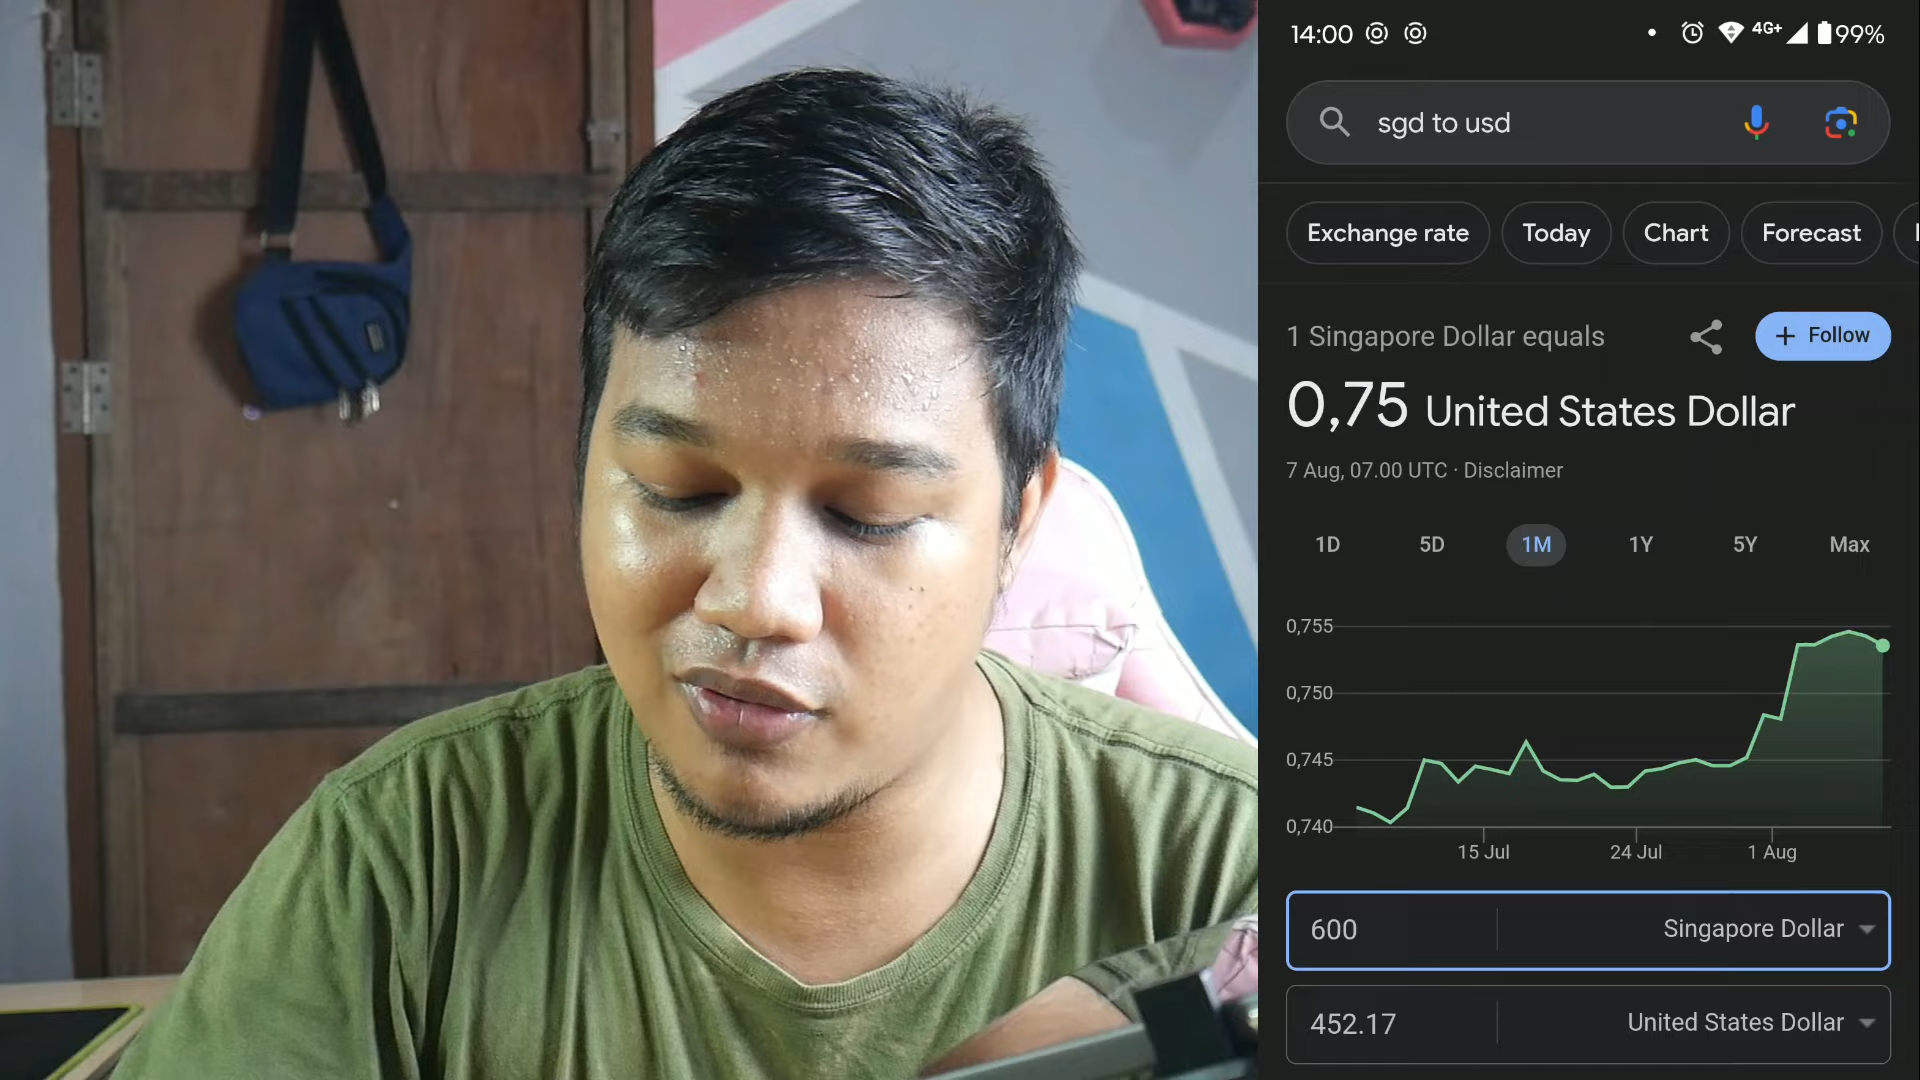 14:00
4G+
99%
sgd to usd
Exchange rate
Today
Chart
Forecast
1 Singapore Dollar equals
+ Follow
0,75 United States Dollar
7 Aug, 07.00 UTC · Disclaimer
1D 5D 1M 1Y 5Y Max
0,755
0,750
0,745
0,740
15 Jul 24 Jul 1 Aug
600 Singapore Dollar
452.17 United States Dollar